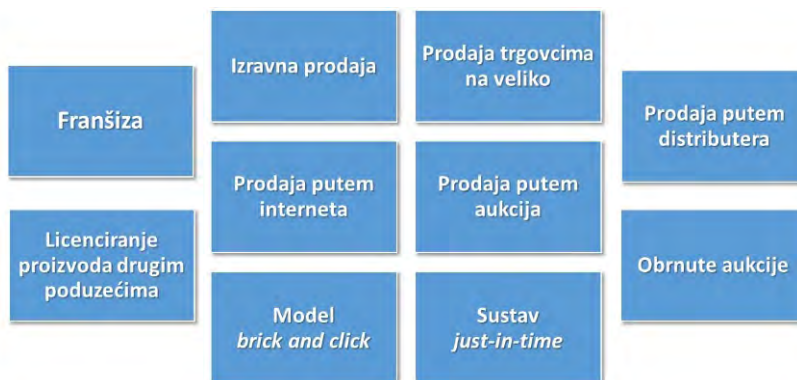 Franšiza
Licenciranje
proizvoda drugim
poduzećima
Izravna prodaja
Prodaja putem
interneta
Model
brick and click
Prodaja trgovcima
na veliko
Prodaja putem
aukcija
Sustav
just-in-time
Prodaja putem
distributera
Obrnute aukcije